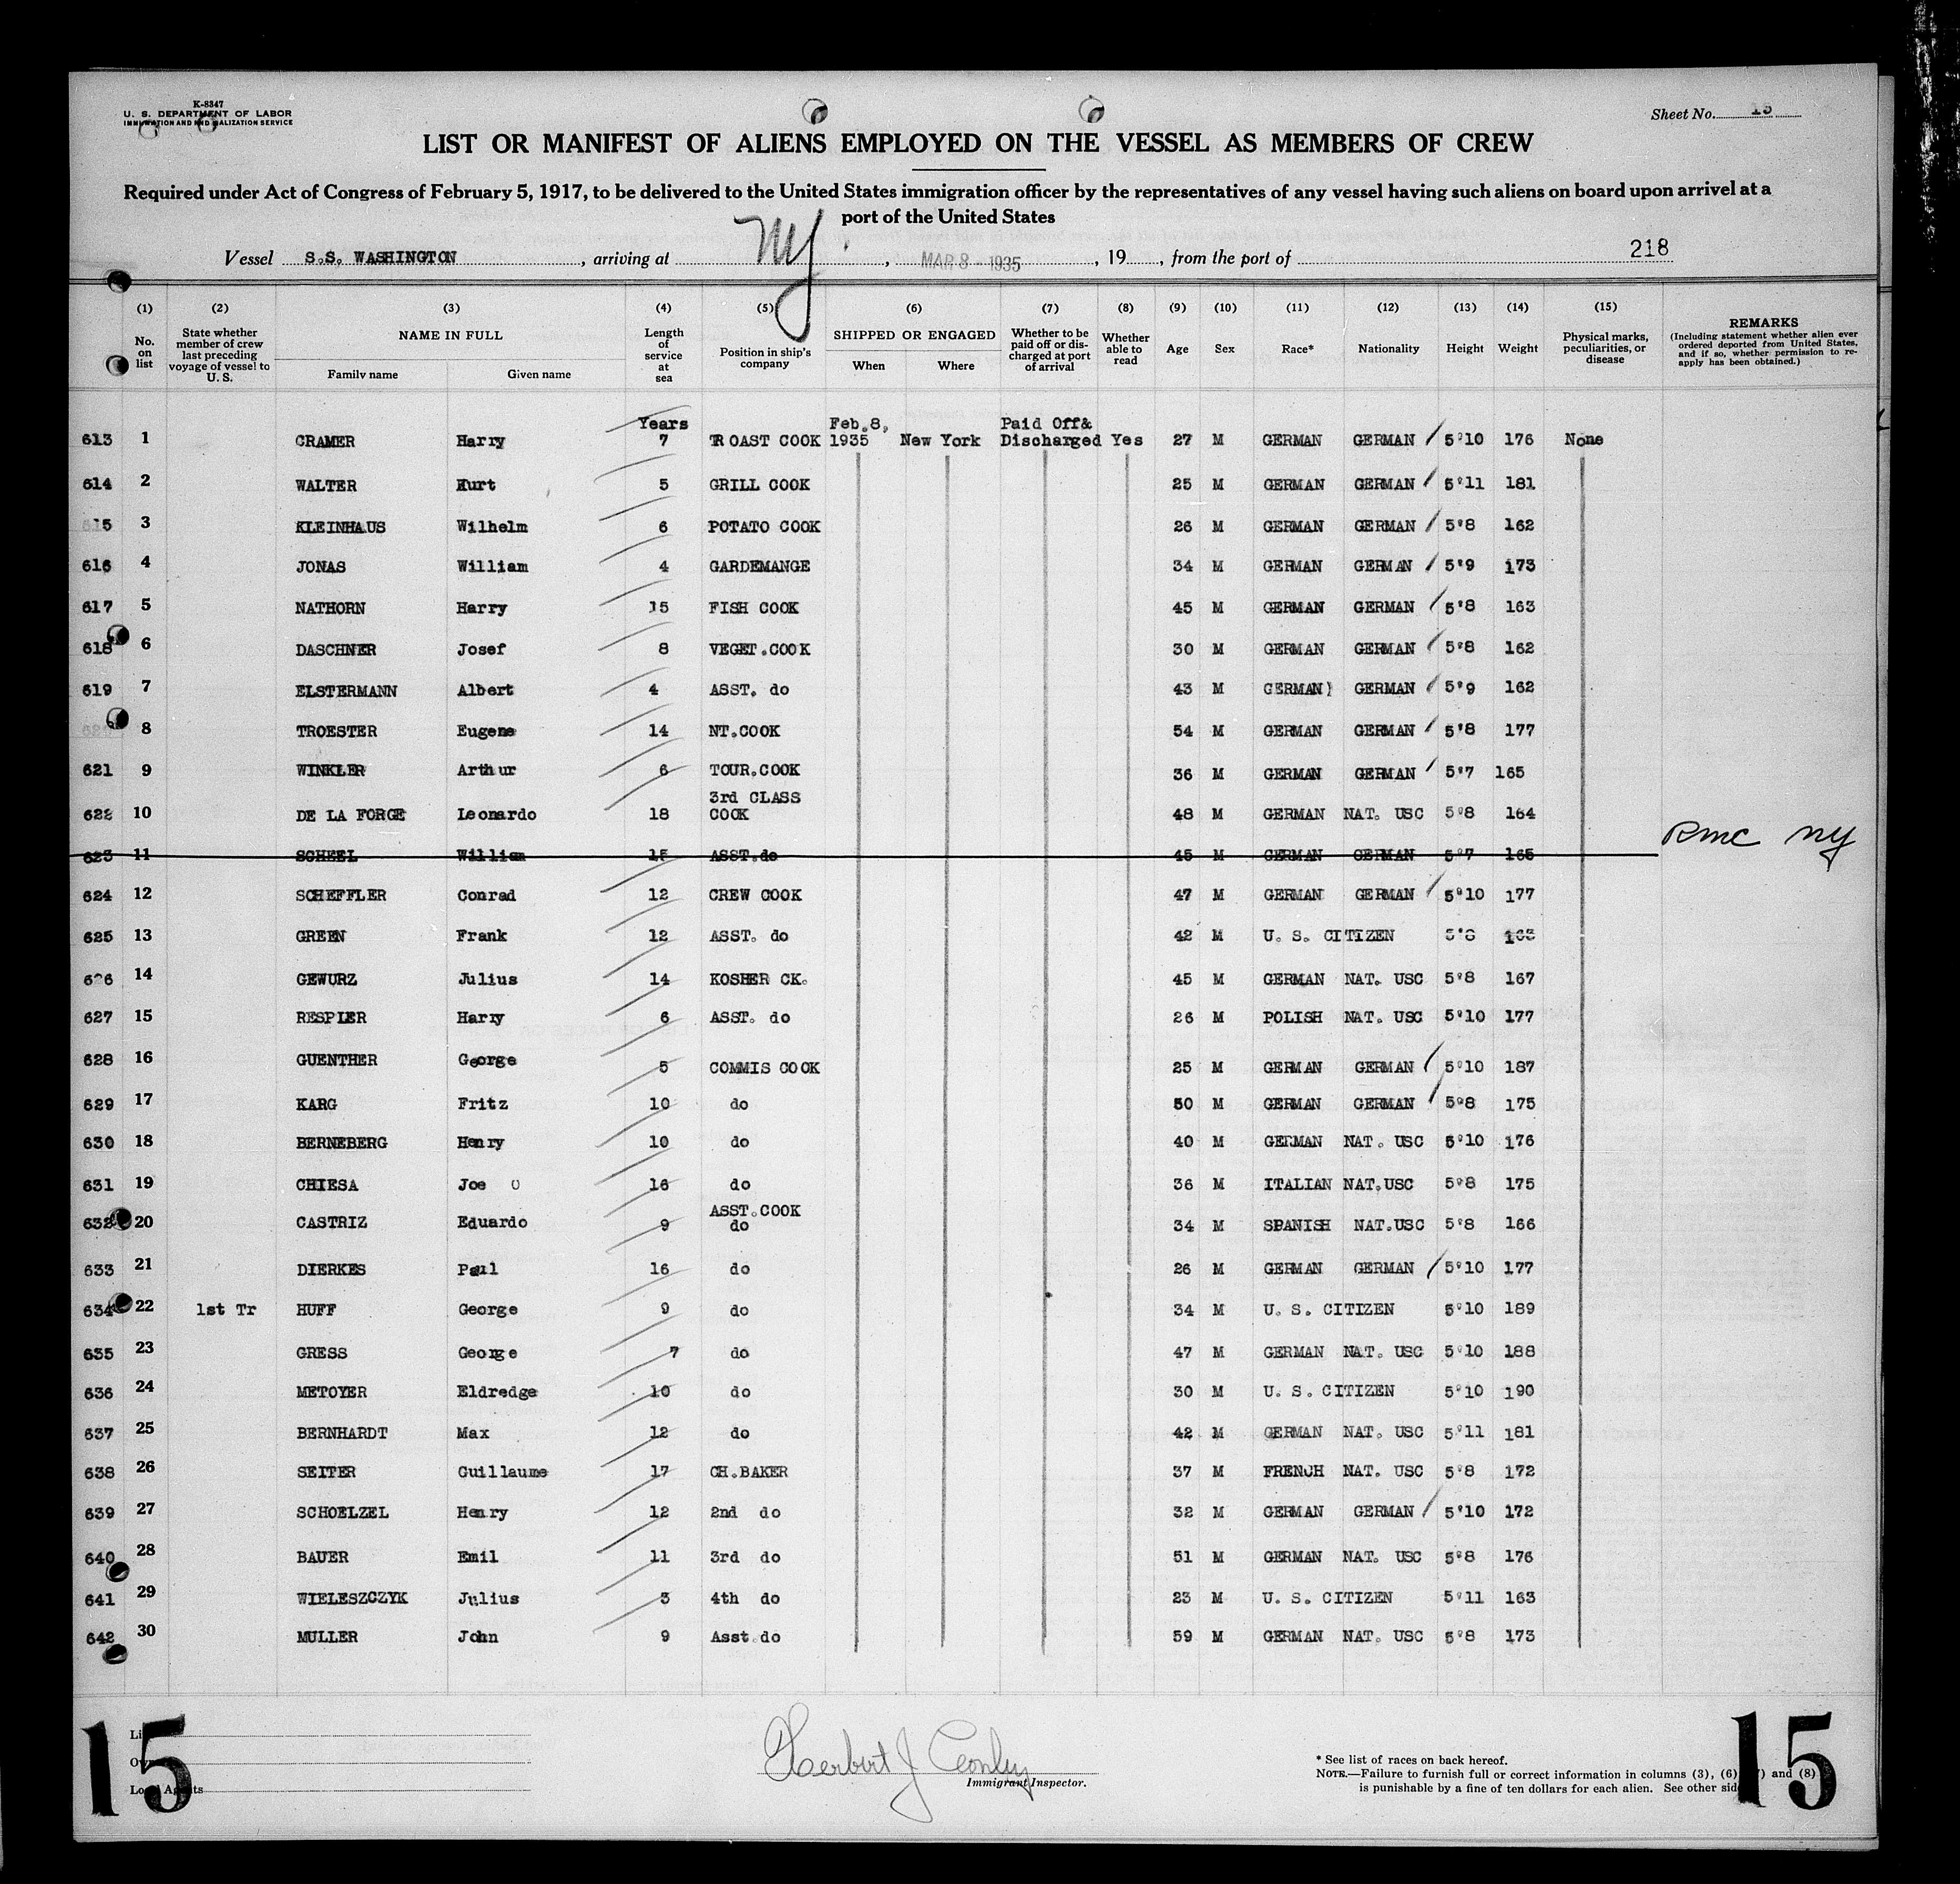 K-8347
U. S. DEPARTMENT OF LABOR
IMMIGRATION AND NATURALIZATION SERVICE
Sheet No. 15
LIST OR MANIFEST OF ALIENS EMPLOYED ON THE VESSEL AS MEMBERS OF CREW
Required under Act of Congress of February 5, 1917, to be delivered to the United States immigration officer by the representatives of any vessel having such aliens on board upon arrival at a
port of the United States
Vessel S.S. WASHINGTON, arriving at NY, MAR 8 - 1935, 19, from the port of 218
(1) (2) (3) (4) (5) (6) (7) (8) (9) (10) (11) (12) (13) (14) (15)
No. on list
State whether member of crew last preceding voyage of vessel to U. S.
NAME IN FULL
Family name Given name
Length of service at sea
Position in ship's company
SHIPPED OR ENGAGED
When Where
Whether to be paid off or discharged at port of arrival
Whether able to read
Age Sex Race* Nationality Height Weight
Physical marks, peculiarities, or disease
REMARKS
(Including statement whether alien ever ordered deported from United States, and if so, whether permission to reapply has been obtained.)
Years Feb.8, Paid Off&
613 1 CRAMER Harry 7 ROAST COOK 1935 New York Discharged Yes 27 M GERMAN GERMAN 5'10 176 None
614 2 WALTER Kurt 5 GRILL COOK 25 M GERMAN GERMAN 5'11 181
615 3 KLEINHAUS Wilhelm 6 POTATO COOK 26 M GERMAN GERMAN 5'8 162
616 4 JONAS William 4 GARDEMANGE 34 M GERMAN GERMAN 5'9 173
617 5 NATHORN Harry 15 FISH COOK 45 M GERMAN GERMAN 5'8 163
618 6 DASCHNER Josef 8 VEGET.COOK 30 M GERMAN GERMAN 5'8 162
619 7 ELSTERMANN Albert 4 ASST. do 43 M GERMAN GERMAN 5'9 162
8 TROESTER Eugene 14 NT.COOK 54 M GERMAN GERMAN 5'8 177
621 9 WINKLER Arthur 6 TOUR.COOK 36 M GERMAN GERMAN 5'7 165
3rd CLASS
622 10 DE LA FORGE Leonardo 18 COOK 48 M GERMAN NAT. USC 5'8 164
623 11 SCHEEL William 15 ASST.do 45 M GERMAN GERMAN 5'7 165 RMC NY
624 12 SCHEFFLER Conrad 12 CREW COOK 47 M GERMAN GERMAN 5'10 177
625 13 GREEN Frank 12 ASST. do 42 M U. S. CITIZEN
626 14 GEWURZ Julius 14 KOSHER CK. 45 M GERMAN NAT. USC 5'8 167
627 15 RESPLER Harry 6 ASST. do 26 M POLISH NAT. USC 5'10 177
628 16 GUENTHER George 5 COMMIS COOK 25 M GERMAN GERMAN 5'10 187
629 17 KARG Fritz 10 do 50 M GERMAN GERMAN 5'8 175
630 18 BERNEBERG Henry 10 do 40 M GERMAN NAT. USC 5'10 176
631 19 CHIESA Joe 16 do 36 M ITALIAN NAT.USC 5'8 175
ASST.COOK
632 20 CASTRIZ Eduardo 9 do 34 M SPANISH NAT.USC 5'8 166
633 21 DIERKES Paul 16 do 26 M GERMAN GERMAN 5'10 177
634 22 1st Tr HUFF George 9 do 34 M U. S. CITIZEN 5'10 189
635 23 GRESS George 7 do 47 M GERMAN NAT. USC 5'10 188
636 24 METOYER Eldredge 10 do 30 M U. S. CITIZEN 5'10 190
637 25 BERNHARDT Max 12 do 42 M GERMAN NAT. USC 5'11 181
638 26 SEITER Guillaume 17 CH.BAKER 37 M FRENCH NAT. USC 5'8 172
639 27 SCHOELZEL Henry 12 2nd do 32 M GERMAN GERMAN 5'10 172
640 28 BAUER Emil 11 3rd do 51 M GERMAN NAT. USC 5'8 176
641 29 WIELESZCZYK Julius 3 4th do 23 M U. S. CITIZEN 5'11 163
642 30 MULLER John 9 Asst.do 59 M GERMAN NAT. USC 5'8 173
15
Local Agents
Herbert J Conley
Immigrant Inspector.
* See list of races on back hereof.
NOTE.—Failure to furnish full or correct information in columns (3), (6), (7) and (8)
is punishable by a fine of ten dollars for each alien. See other side
15